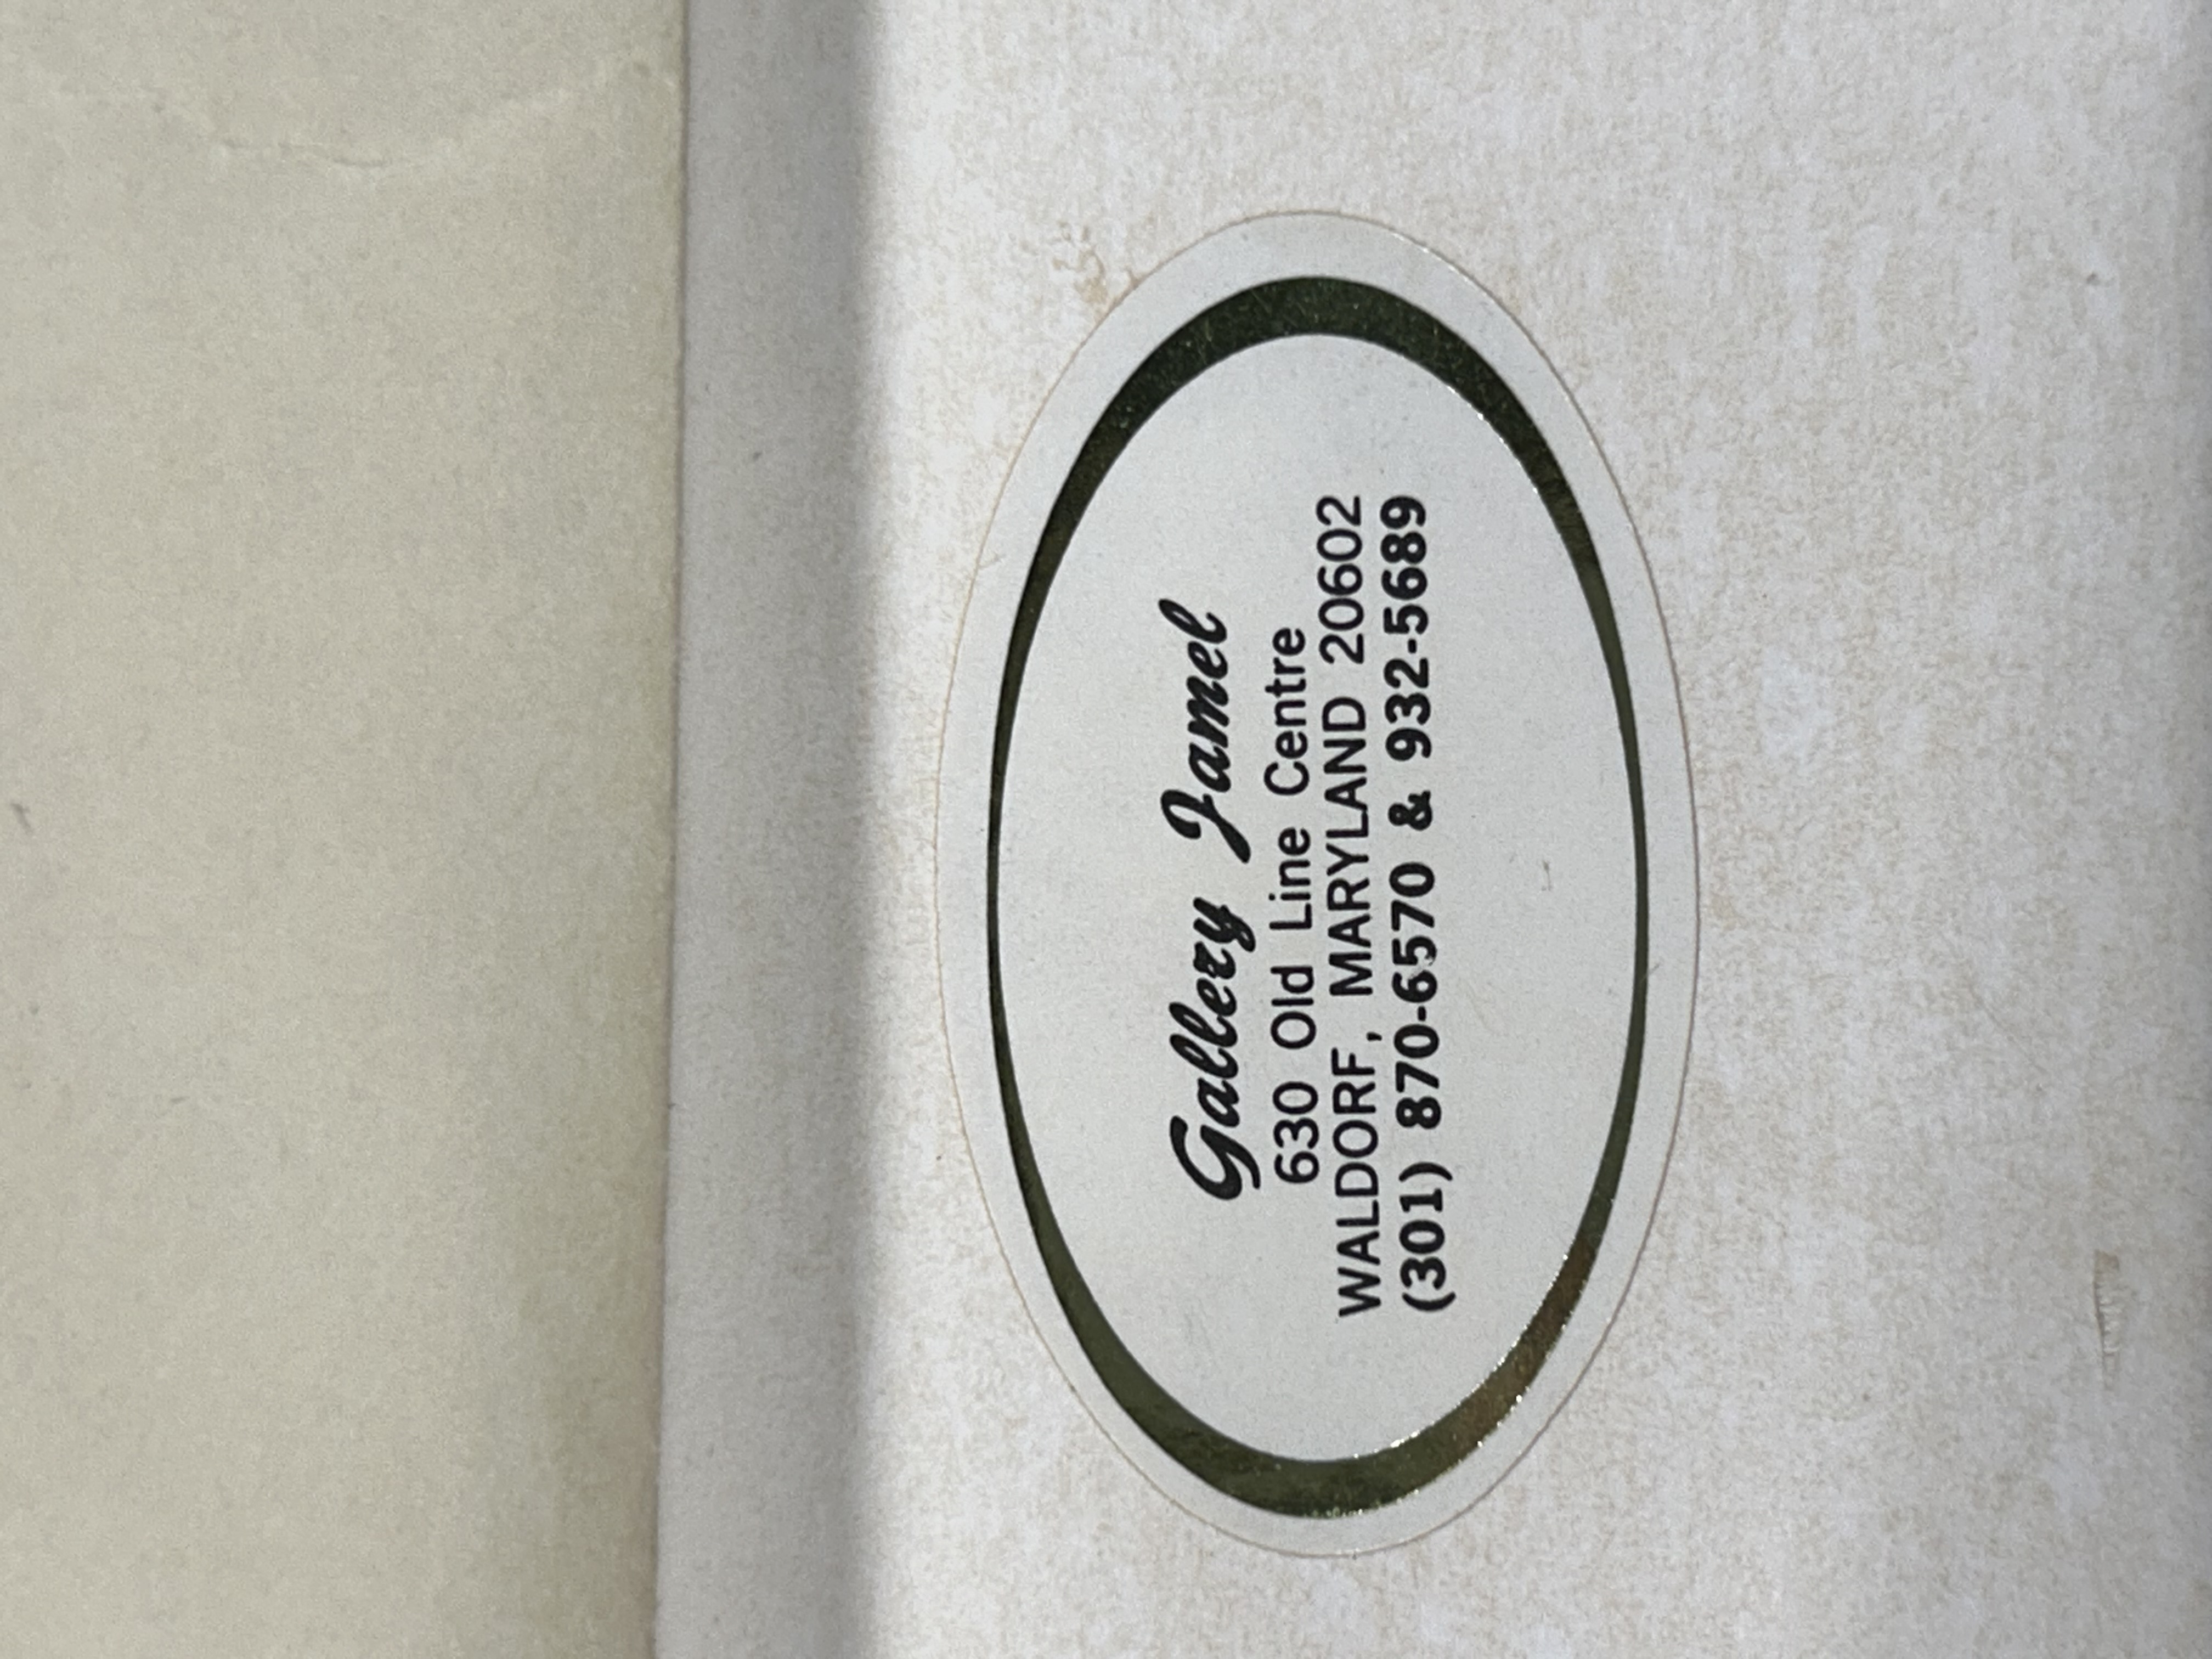 Gallery Jamel
630 Old Line Centre
WALDORF, MARYLAND 20602
(301) 870-6570 & 932-5689